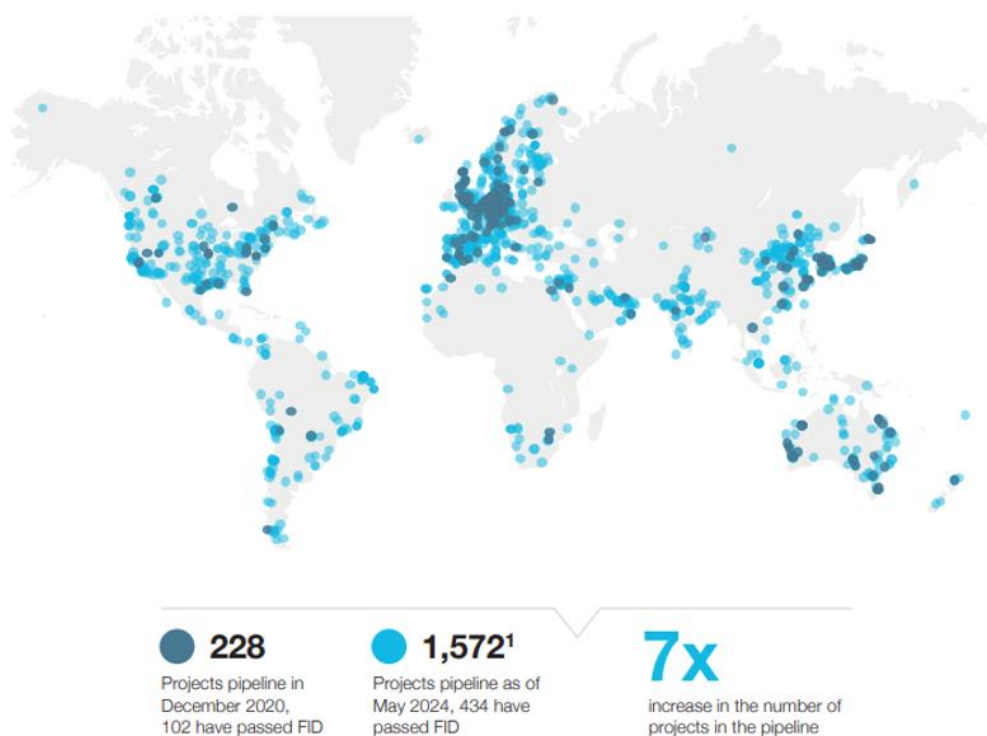 228
Projects pipeline in
December 2020,
102 have passed FID
1,572¹
Projects pipeline as of
May 2024, 434 have
passed FID
7x
increase in the number of
projects in the pipeline